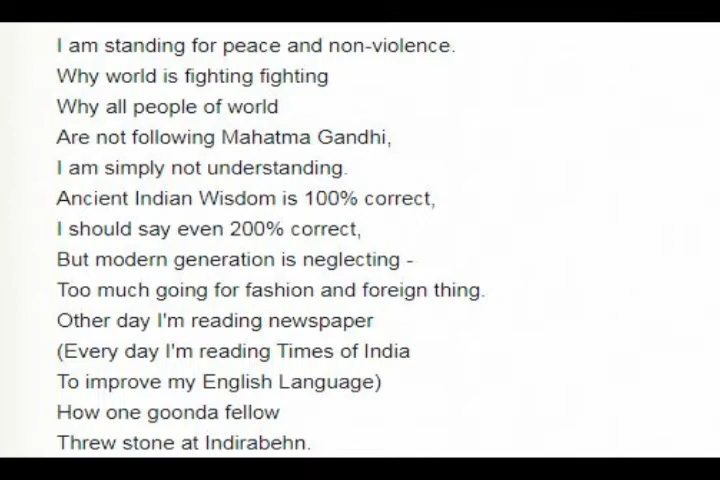 I am standing for peace and non-violence.
Why world is fighting fighting
Why all people of world
Are not following Mahatma Gandhi,
I am simply not understanding.
Ancient Indian Wisdom is 100% correct,
I should say even 200% correct,
But modern generation is neglecting -
Too much going for fashion and foreign thing.
Other day I'm reading newspaper
(Every day I'm reading Times of India
To improve my English Language)
How one goonda fellow
Threw stone at Indirabehn.